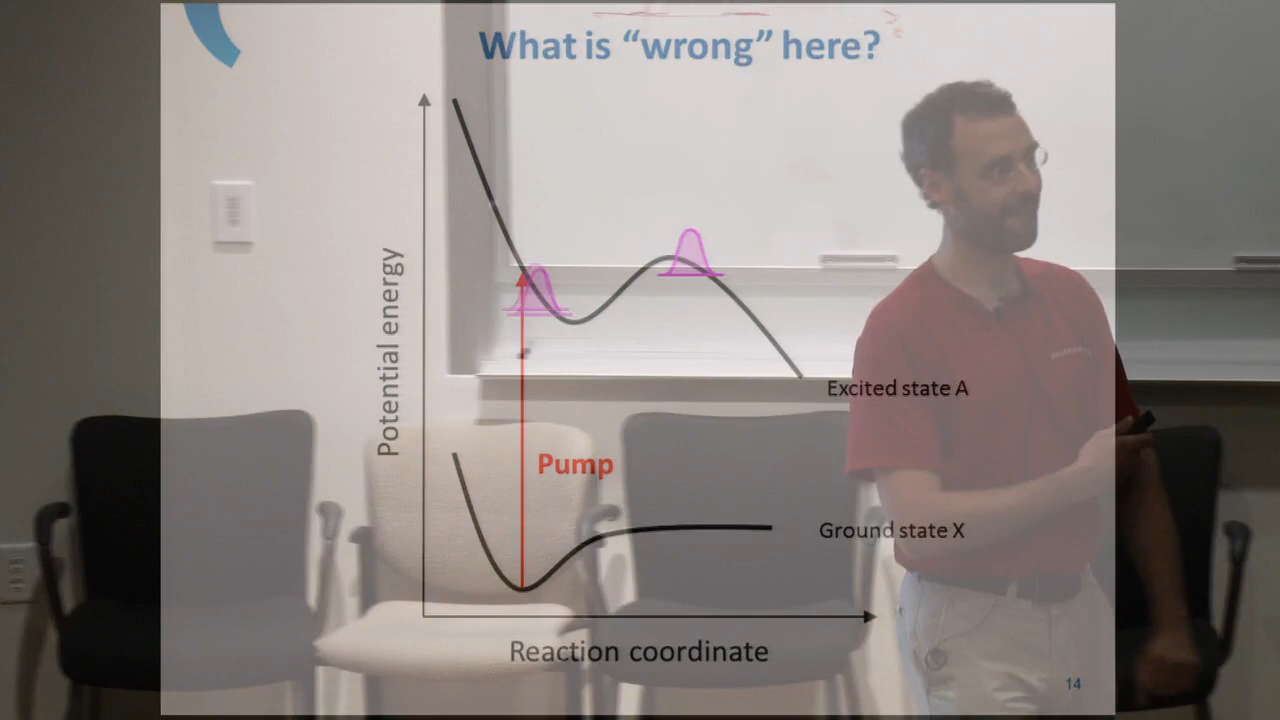 What is “wrong” here?
Potential energy
Excited state A
Pump
Ground state X
Reaction coordinate
14